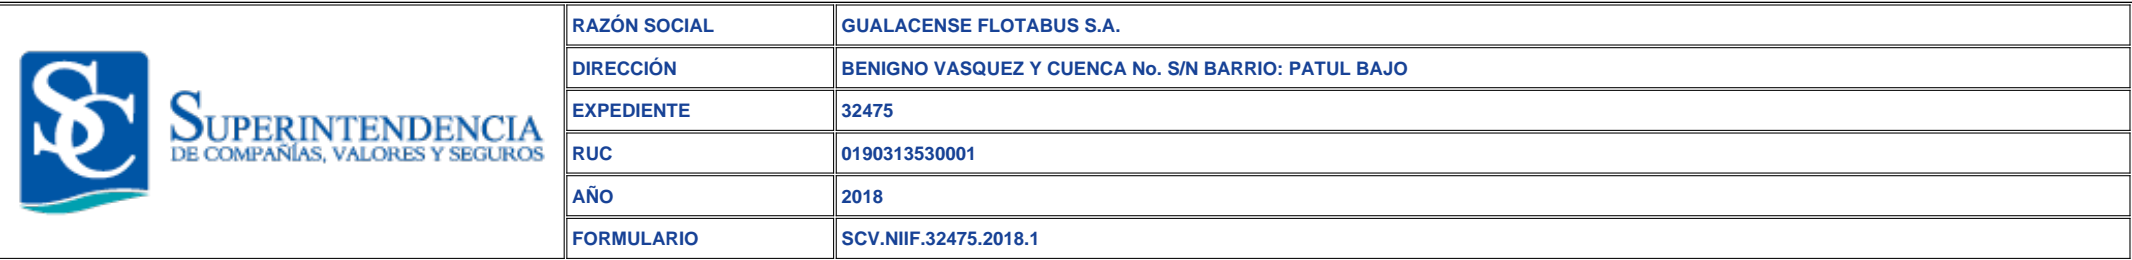 SC
SUPERINTENDENCIA
DE COMPAÑÍAS, VALORES Y SEGUROS
RAZÓN SOCIAL GUALACENSE FLOTABUS S.A.
DIRECCIÓN BENIGNO VASQUEZ Y CUENCA No. S/N BARRIO: PATUL BAJO
EXPEDIENTE 32475
RUC 0190313530001
AÑO 2018
FORMULARIO SCV.NIIF.32475.2018.1